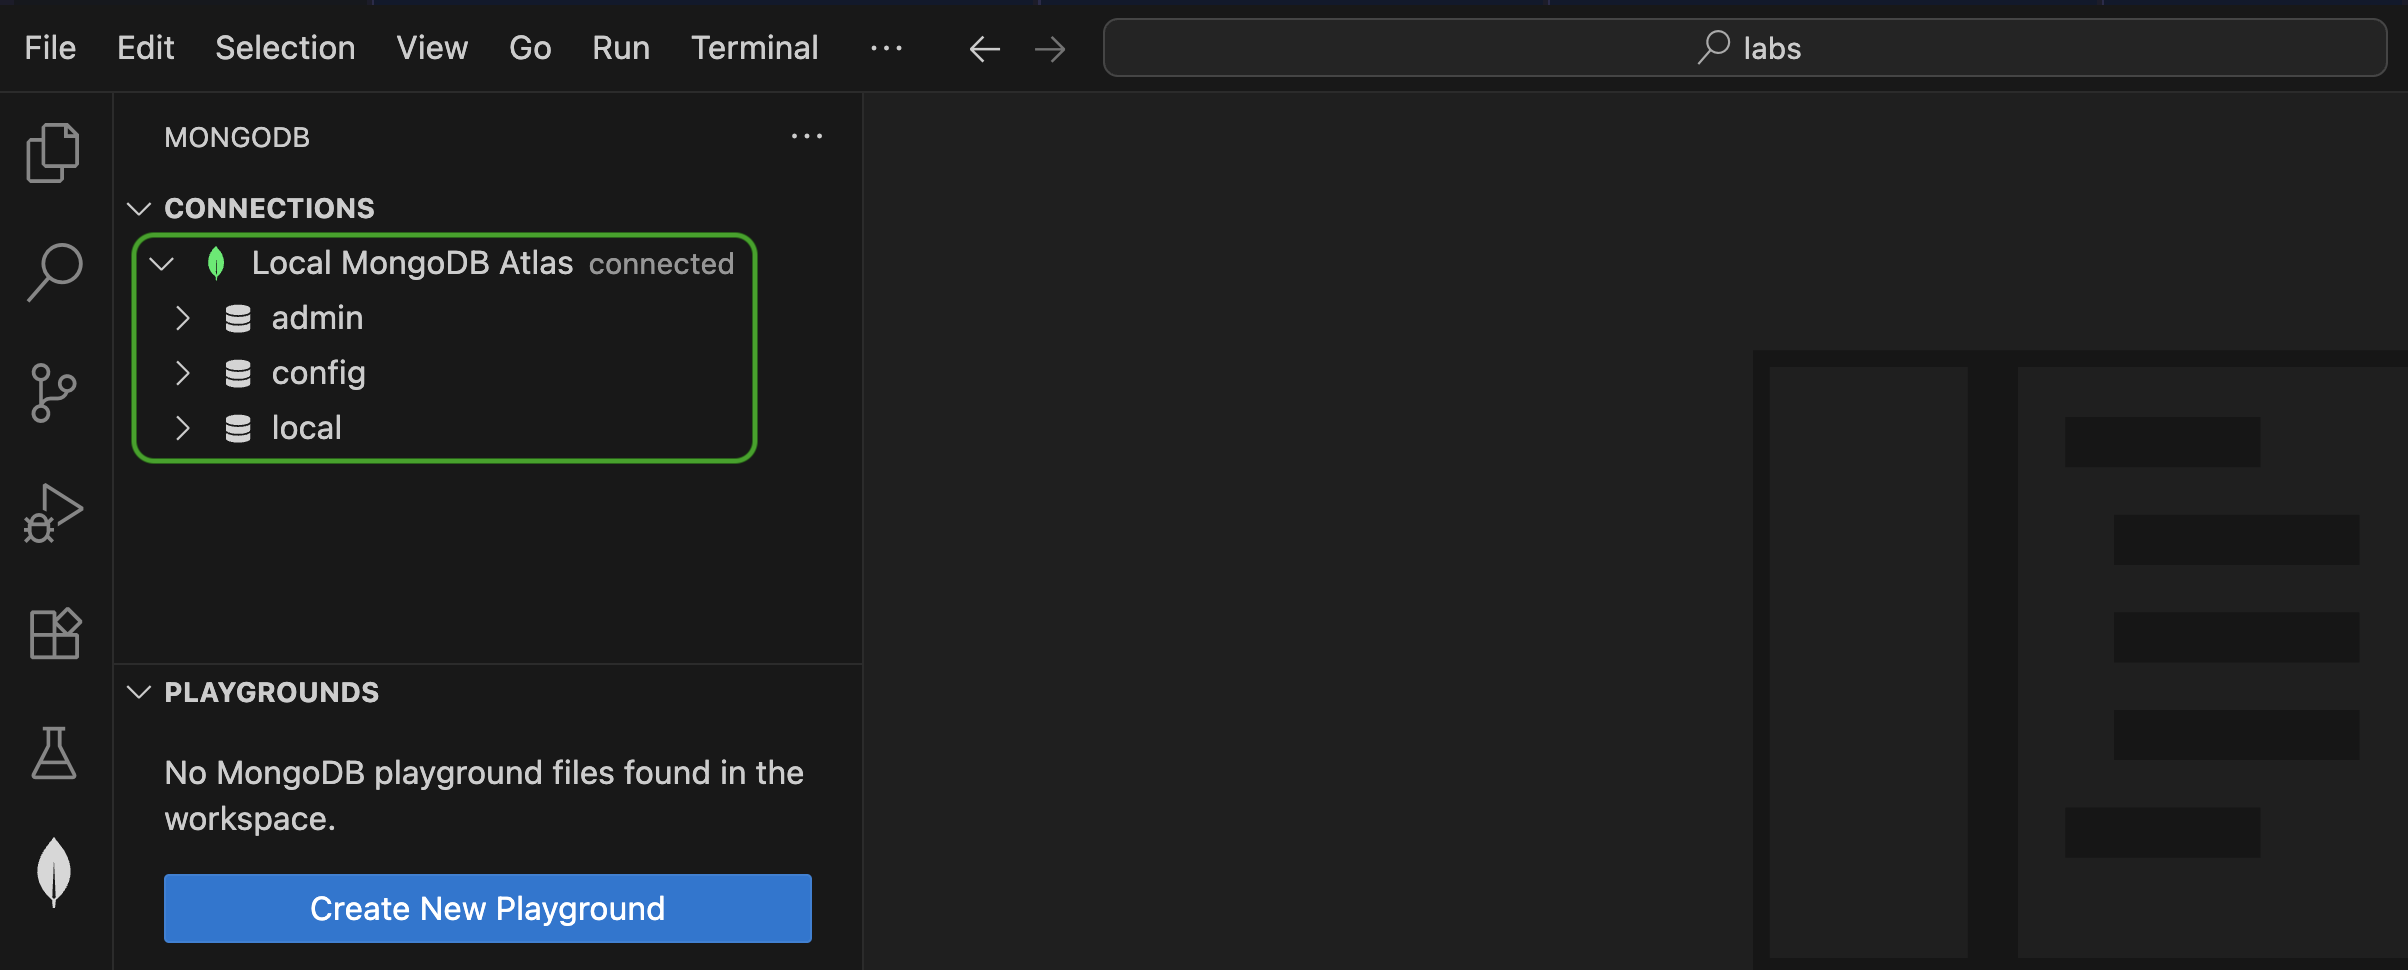 File Edit Selection View Go Run Terminal ··· labs
MONGODB ···
CONNECTIONS
Local MongoDB Atlas connected
admin
config
local
PLAYGROUNDS
No MongoDB playground files found in the
workspace.
Create New Playground